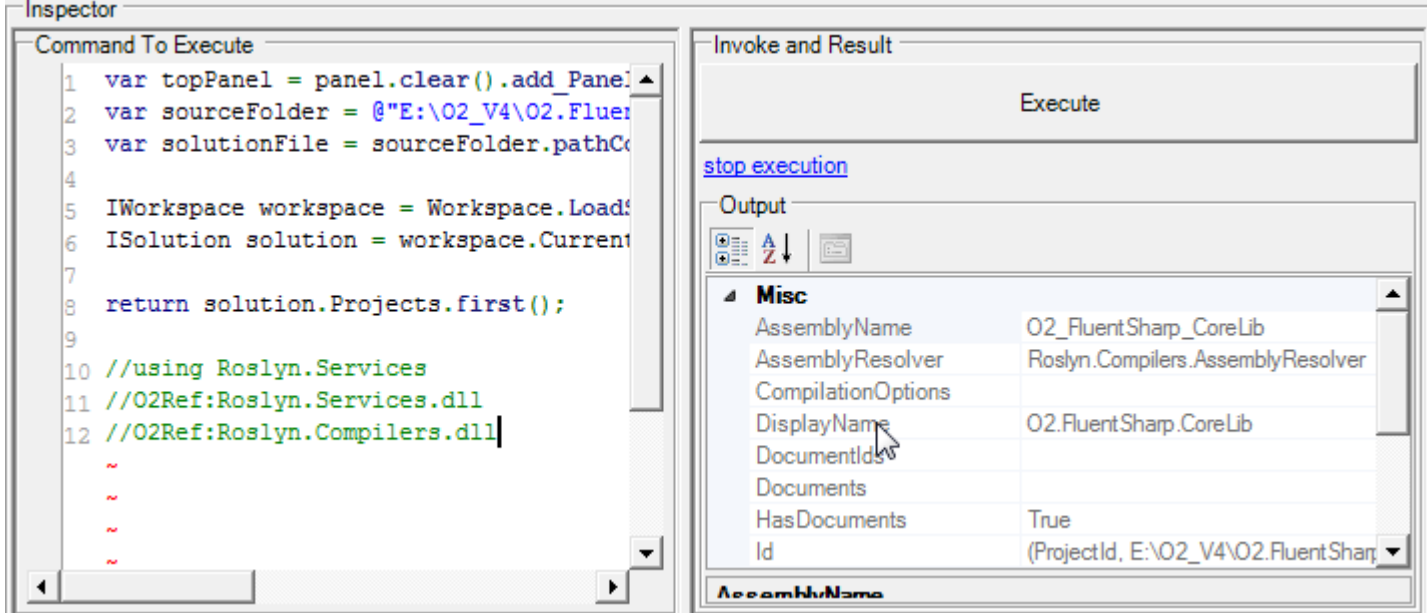 Inspector
Command To Execute
1 var topPanel = panel.clear().add_Panel
2 var sourceFolder = @"E:\O2_V4\O2.Fluen
3 var solutionFile = sourceFolder.pathCo
4
5 IWorkspace workspace = Workspace.LoadS
6 ISolution solution = workspace.Current
7
8 return solution.Projects.first();
9
10 //using Roslyn.Services
11 //O2Ref:Roslyn.Services.dll
12 //O2Ref:Roslyn.Compilers.dll
~
~
~
~
Invoke and Result
Execute
stop execution
Output
Misc
AssemblyName O2_FluentSharp_CoreLib
AssemblyResolver Roslyn.Compilers.AssemblyResolver
CompilationOptions
DisplayName O2.FluentSharp.CoreLib
DocumentIds
Documents
HasDocuments True
Id (ProjectId, E:\O2_V4\O2.FluentSharp
AssemblyName